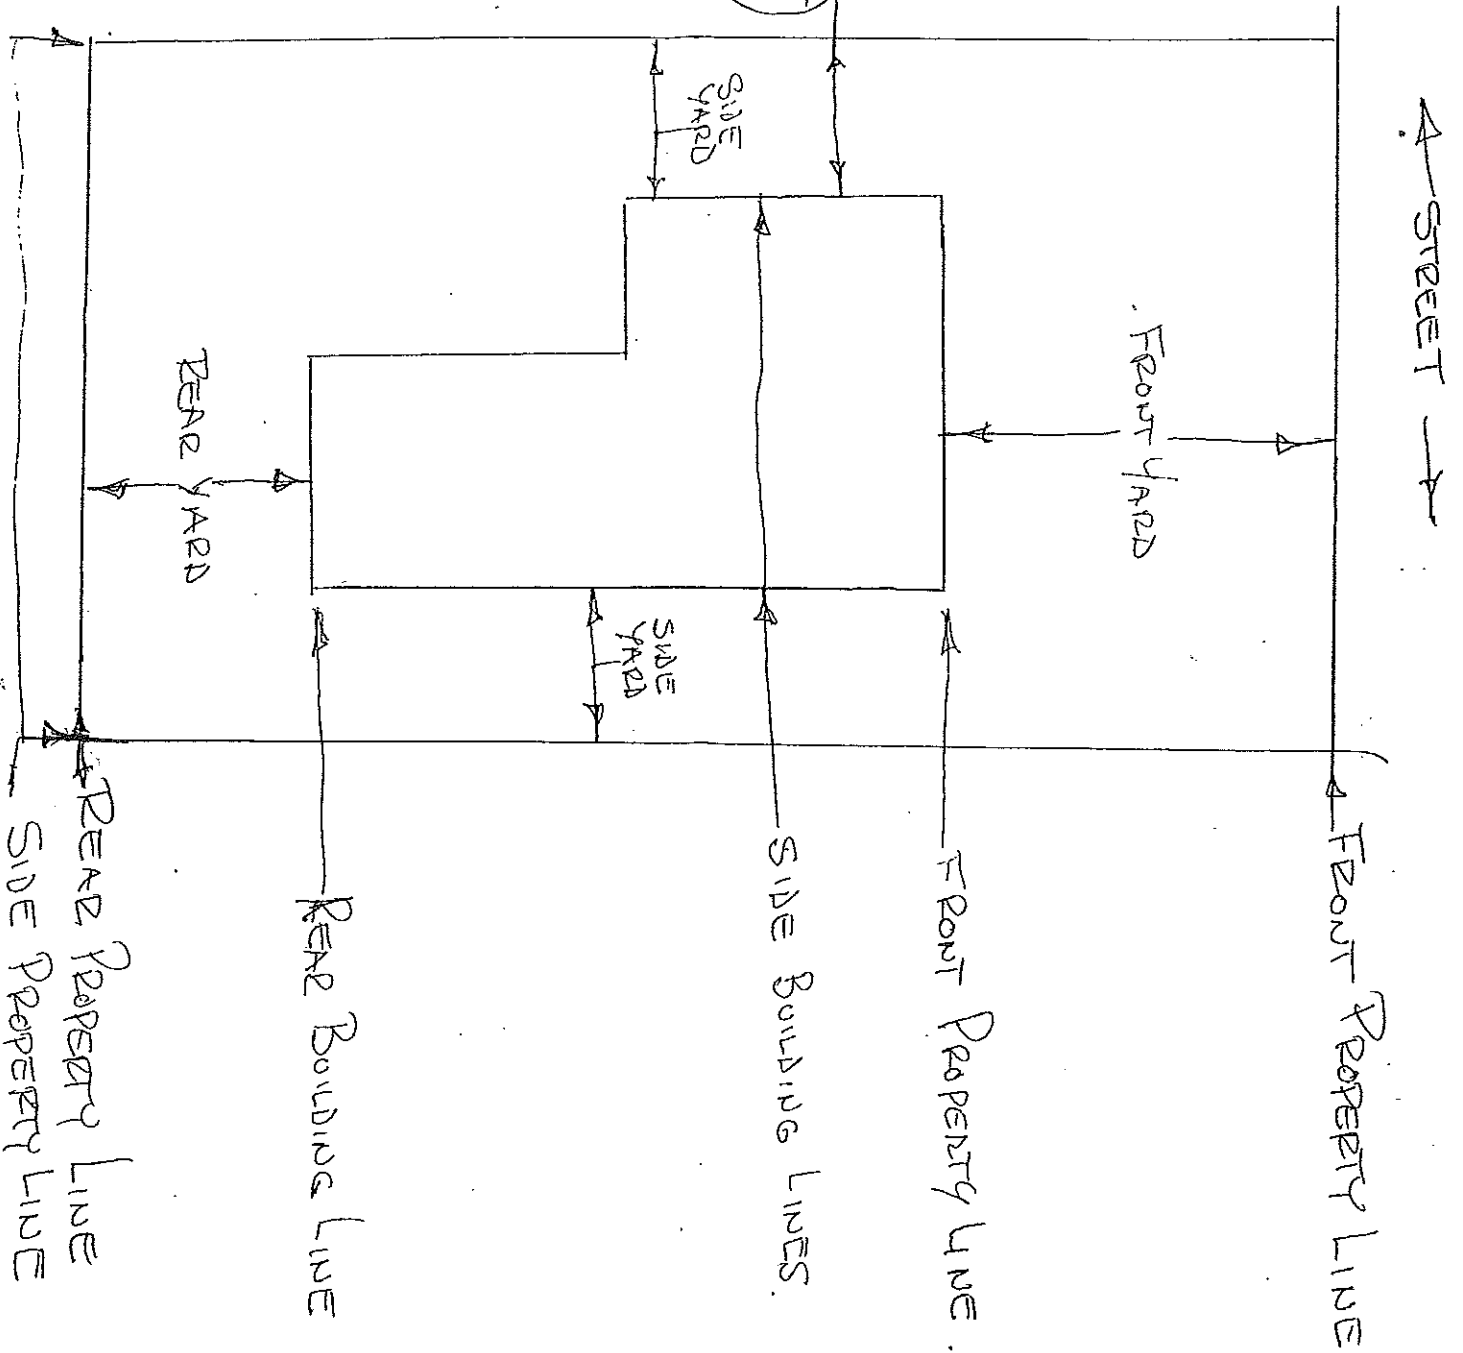 STREET
FRONT PROPERTY LINE
FRONT YARD
FRONT PROPERTY LINE.
SIDE
YARD
SIDE BUILDING LINES.
SIDE
YARD
REAR BUILDING LINE
REAR YARD
REAR PROPERTY LINE
SIDE PROPERTY LINE